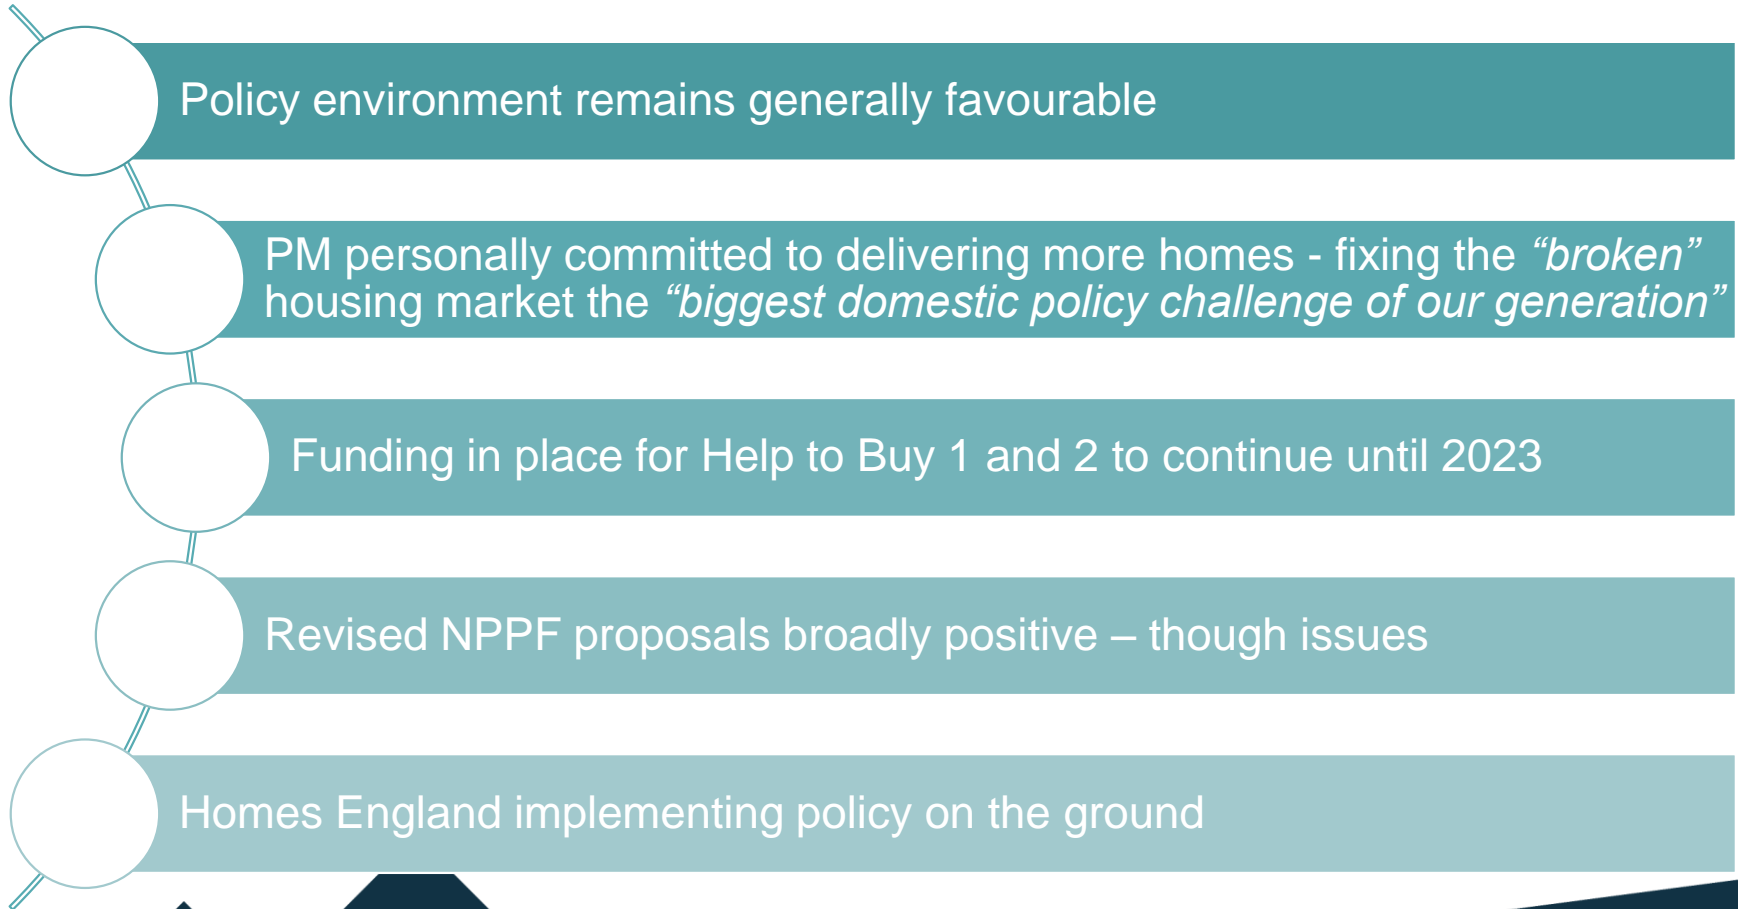 Policy environment remains generally favourable
PM personally committed to delivering more homes - fixing the “broken”
housing market the “biggest domestic policy challenge of our generation”
Funding in place for Help to Buy 1 and 2 to continue until 2023
Revised NPPF proposals broadly positive – though issues
Homes England implementing policy on the ground